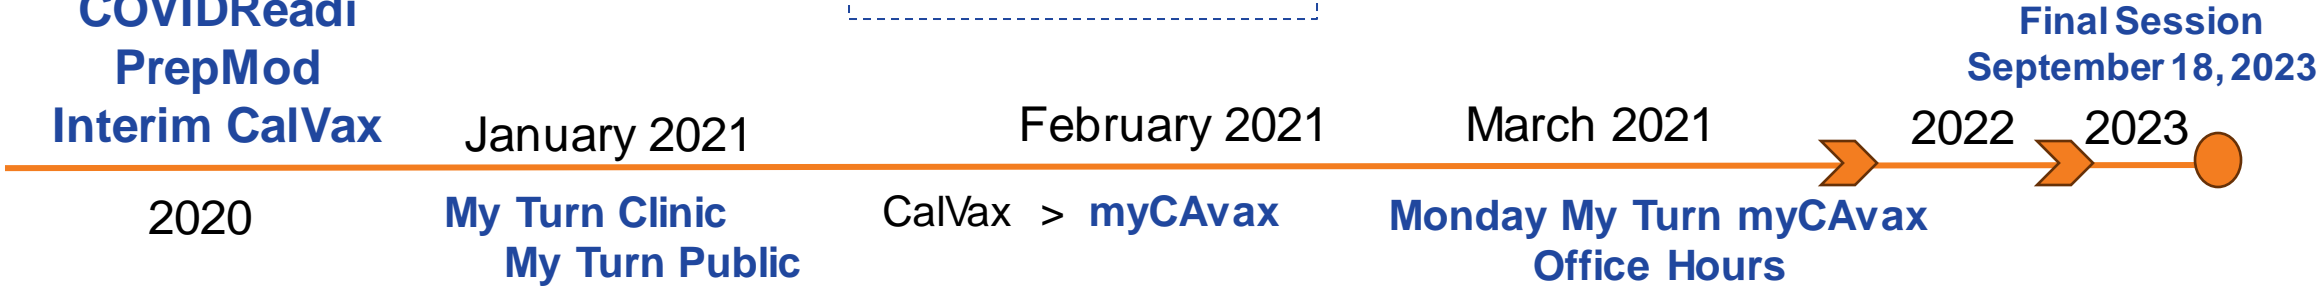 COVIDReadi
PrepMod
Interim CalVax
2020
January 2021
My Turn Clinic
My Turn Public
February 2021
CalVax > myCAvax
March 2021
Monday My Turn myCAvax
Office Hours
2022
Final Session
September 18, 2023
2023